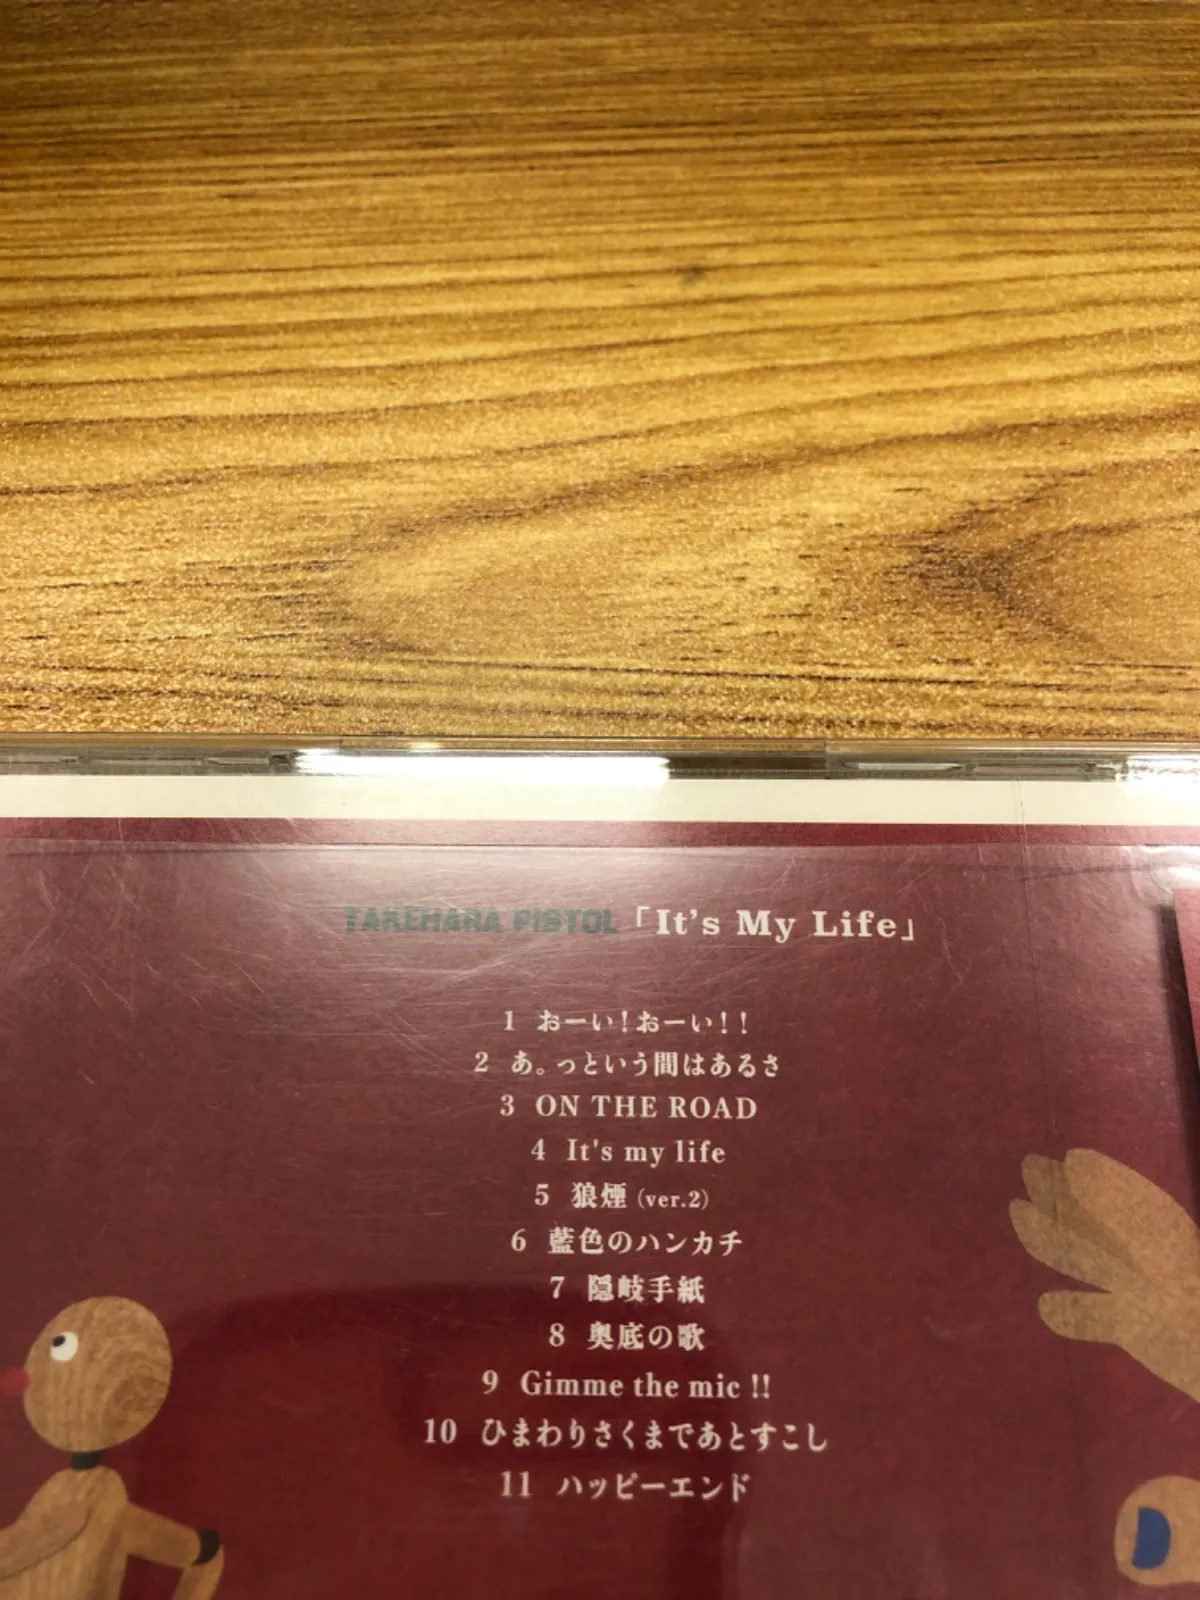 TAKEHARA PISTOL「It's My Life」
1 おーい!おーい!!
2 あ。っという間はあるさ
3 ON THE ROAD
4 It's my life
5 狼煙 (ver.2)
6 藍色のハンカチ
7 隠岐手紙
8 奥底の歌
9 Gimme the mic !!
10 ひまわりさくまであとすこし
11 ハッピーエンド